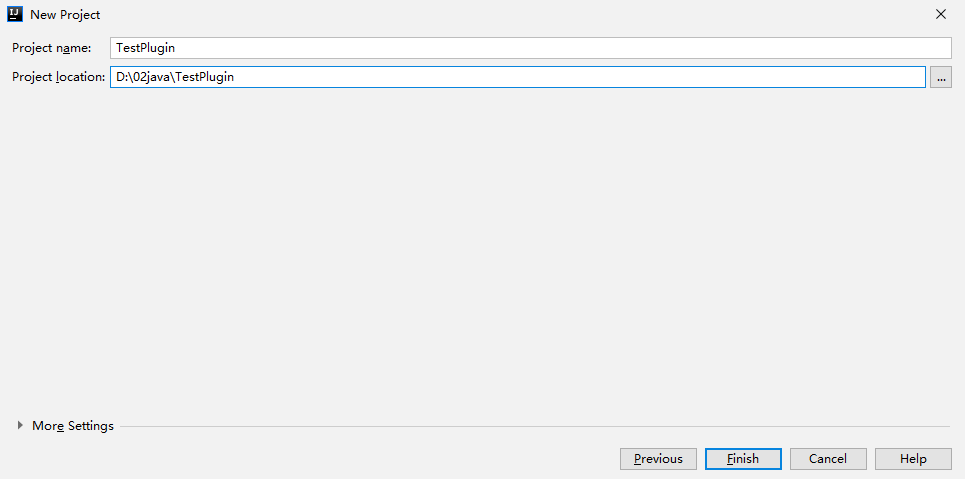 IJ New Project
Project name: TestPlugin
Project location: D:\02java\TestPlugin ...
More Settings
Previous Finish Cancel Help